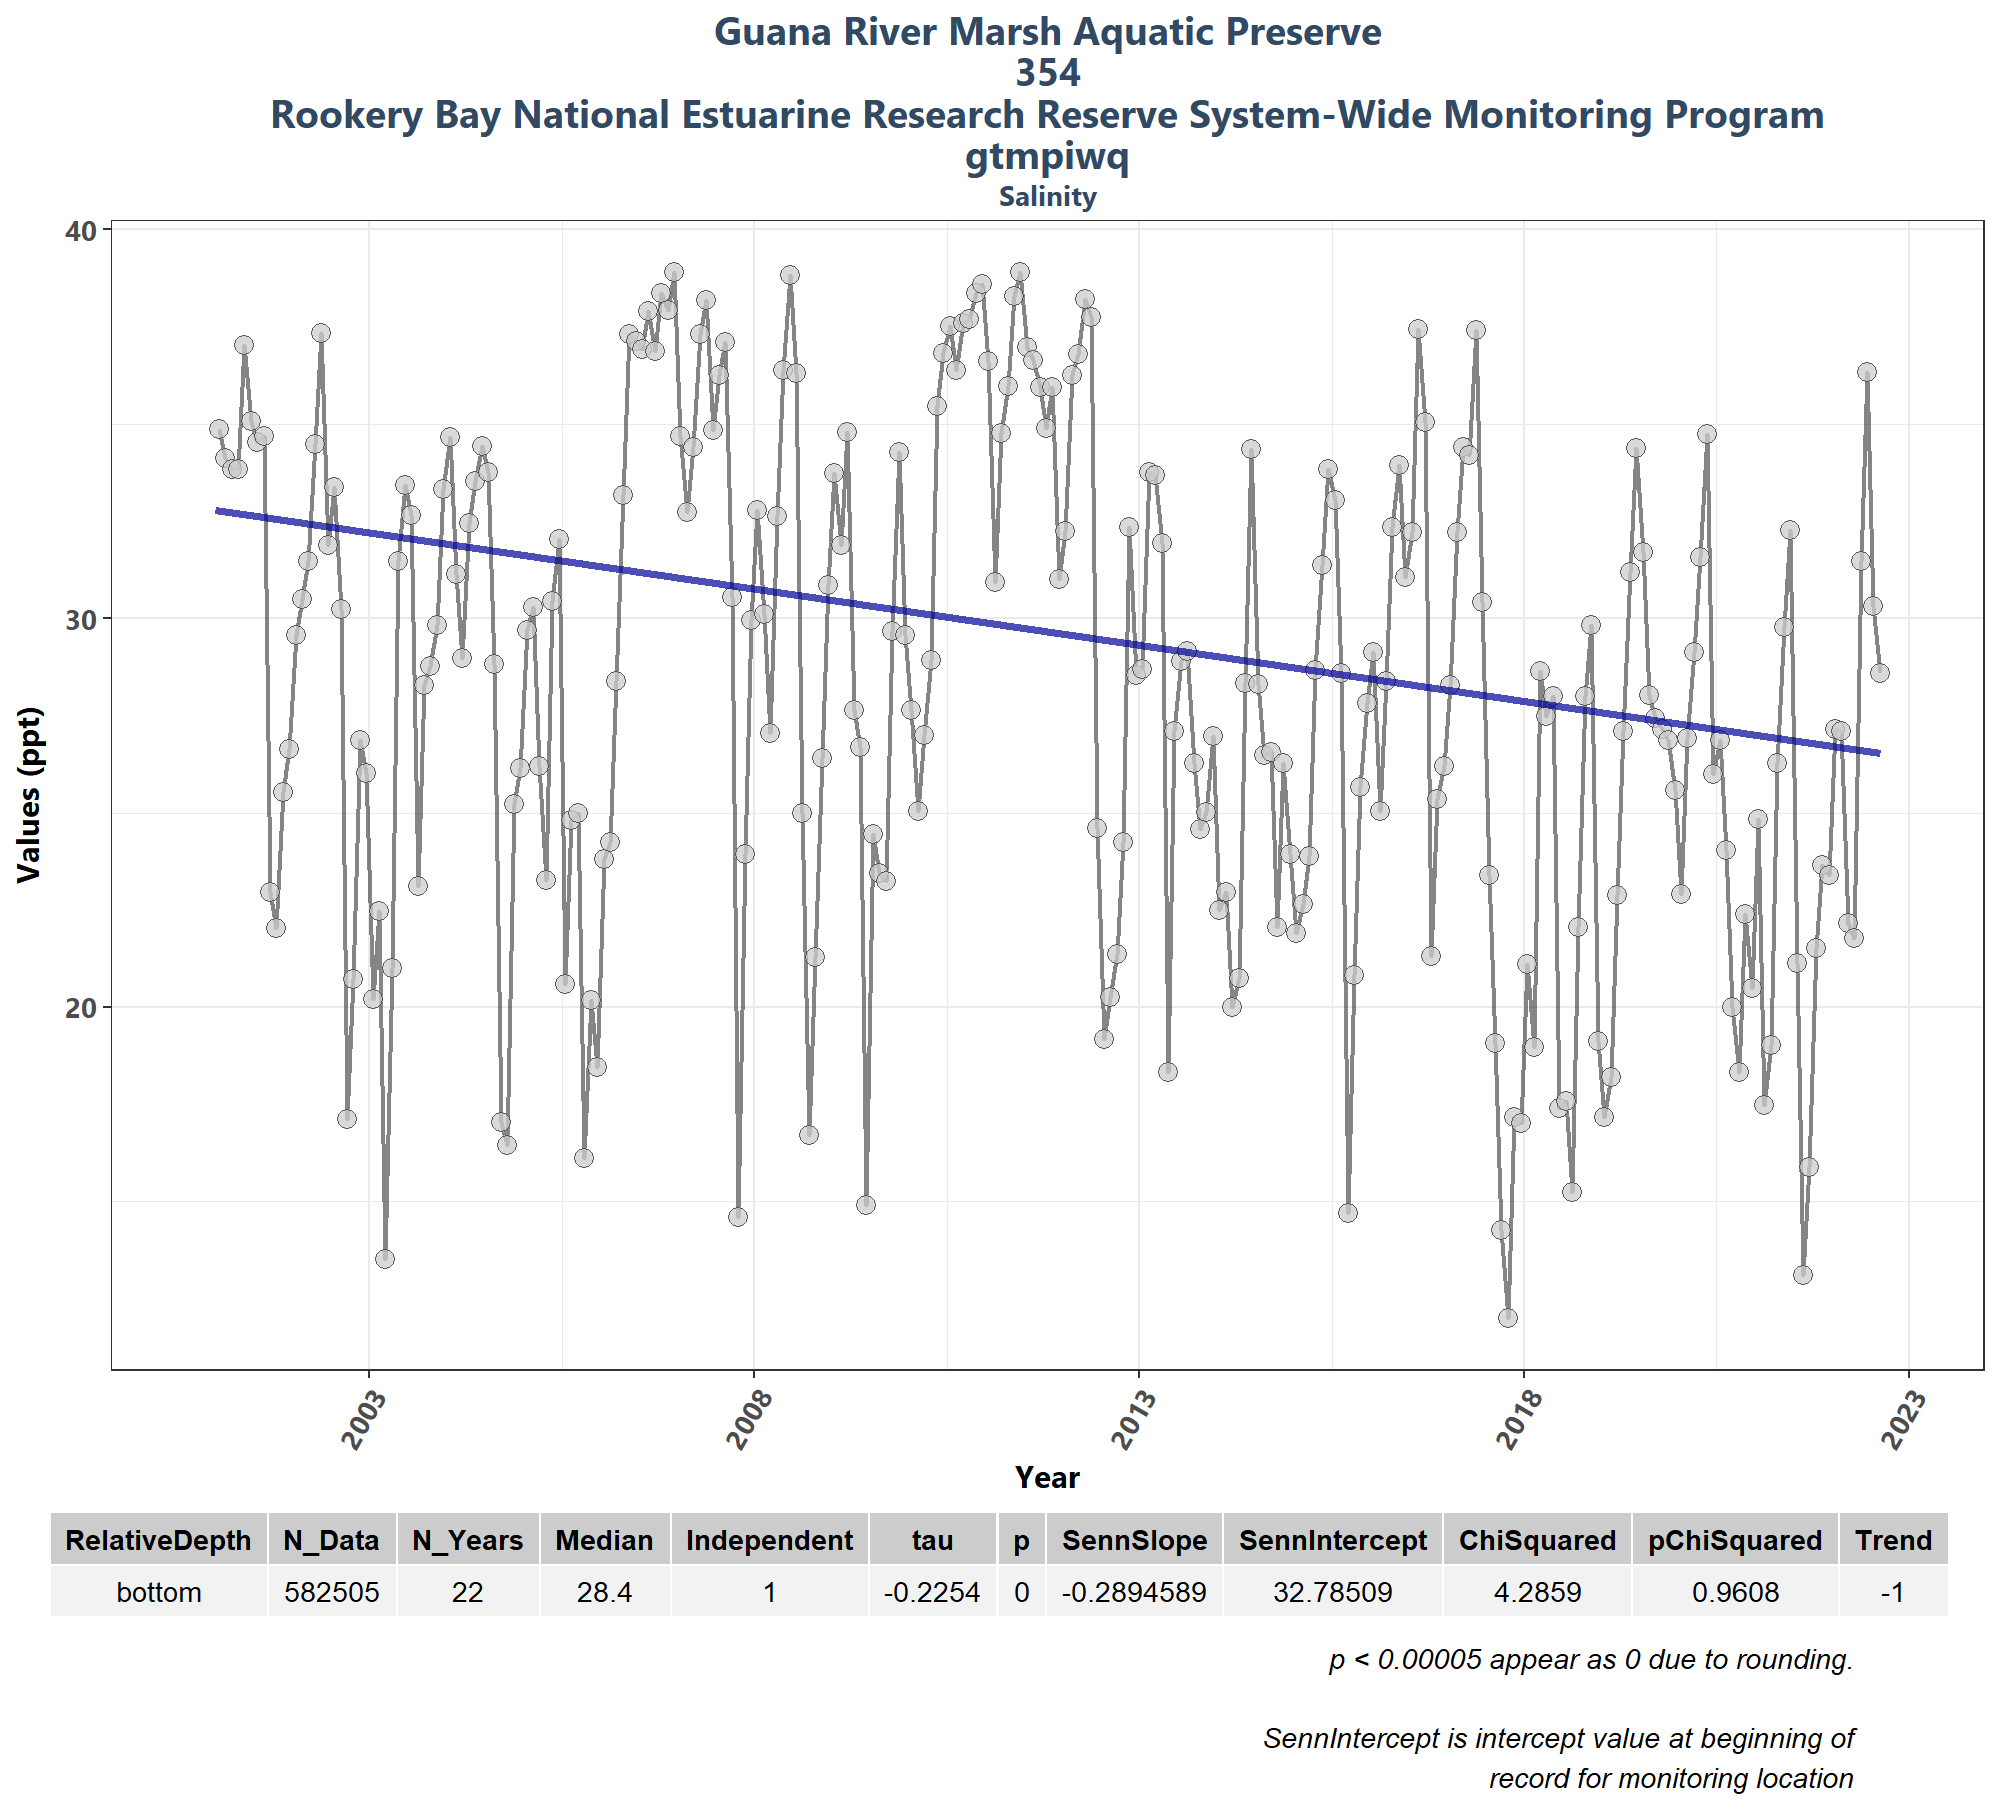 Guana River Marsh Aquatic Preserve
354
Rookery Bay National Estuarine Research Reserve System-Wide Monitoring Program
gtmpiwq
Salinity
40
30
20
Values (ppt)
2003 2008 2013 2018 2023
Year
RelativeDepth N_Data N_Years Median Independent tau p SennSlope SennIntercept ChiSquared pChiSquared Trend
bottom 582505 22 28.4 1 -0.2254 0 -0.2894589 32.78509 4.2859 0.9608 -1
p < 0.00005 appear as 0 due to rounding.
SennIntercept is intercept value at beginning of
record for monitoring location